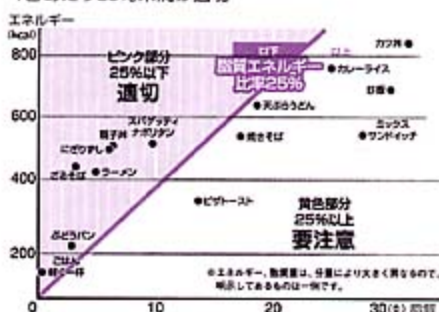 エネルギー
(kcal)
800
600
400
200
0
10
20
30(g)脂質
ピンク部分
25%以下
適切
脂質エネルギー
比率25%
カツ丼
カレーライス
炒飯
天ぷらうどん
ミックス
サンドイッチ
焼きそば
スパゲッティ
ナポリタン
親子丼
にぎりずし
ざるそば
ラーメン
ピザトースト
ぶどうパン
ごはん
軽く一杯
黄色部分
25%以上
要注意
※エネルギー、脂質量は、分量により大きく異なるので、
明示してあるものは一例です。